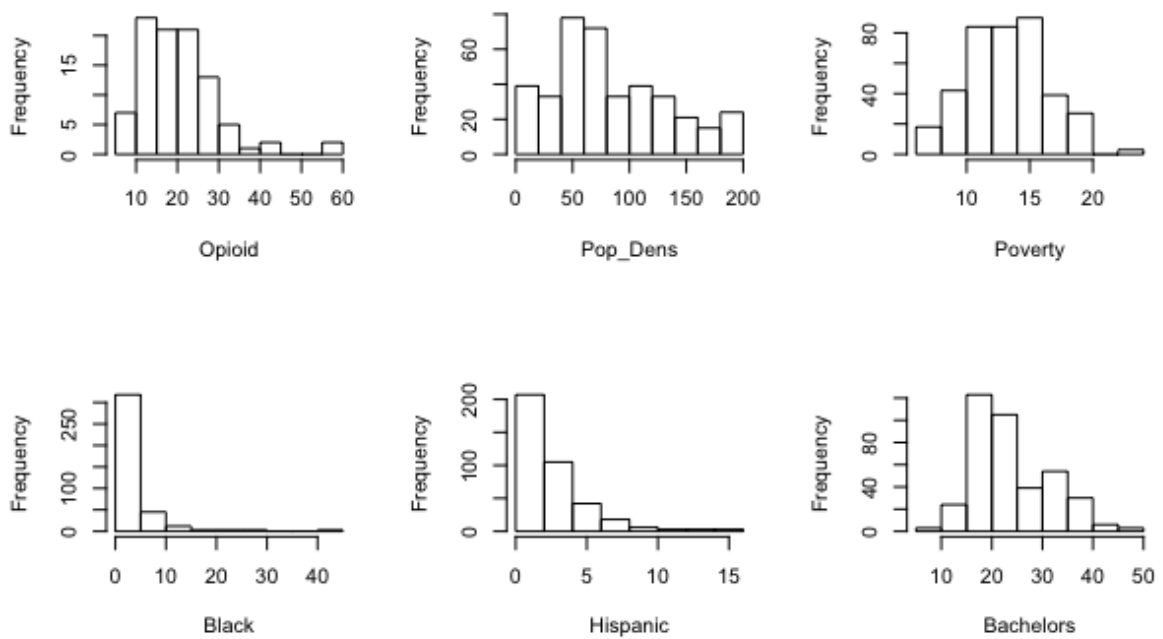 Frequency
0 5 15
10 20 30 40 50 60
Opioid
Frequency
0 20 60
0 50 100 150 200
Pop_Dens
Frequency
0 40 80
10 15 20
Poverty
Frequency
0 100 250
0 10 20 30 40
Black
Frequency
0 100 200
0 5 10 15
Hispanic
Frequency
0 40 80
10 20 30 40 50
Bachelors